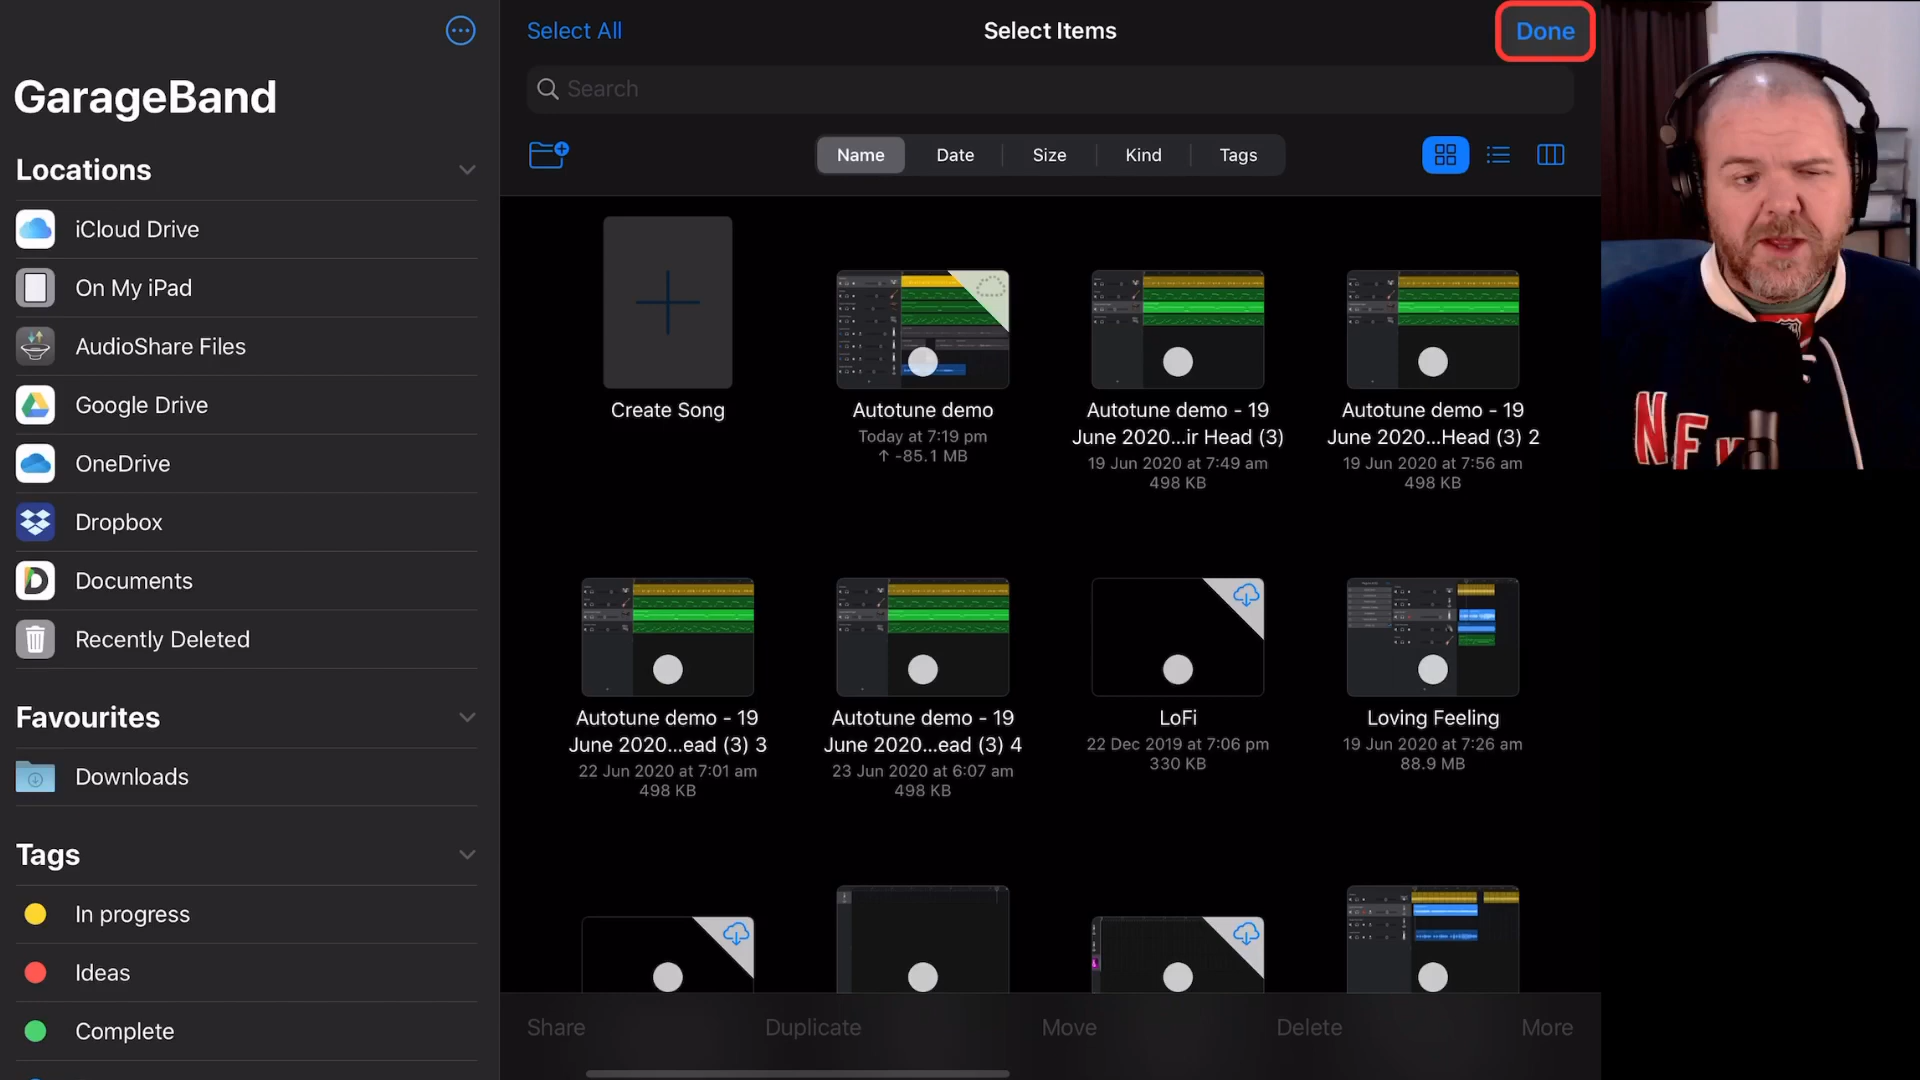 GarageBand
Locations
iCloud Drive
On My iPad
AudioShare Files
Google Drive
OneDrive
Dropbox
Documents
Recently Deleted
Favourites
Downloads
Tags
In progress
Ideas
Complete
Select All
Select Items
Done
Search
Name
Date
Size
Kind
Tags
Create Song
Autotune demo
Today at 7:19 pm
↑ -85.1 MB
Autotune demo - 19
June 2020...ir Head (3)
19 Jun 2020 at 7:49 am
498 KB
Autotune demo - 19
June 2020...Head (3) 2
19 Jun 2020 at 7:56 am
498 KB
Autotune demo - 19
June 2020...ead (3) 3
22 Jun 2020 at 7:01 am
498 KB
Autotune demo - 19
June 2020...ead (3) 4
23 Jun 2020 at 6:07 am
498 KB
LoFi
22 Dec 2019 at 7:06 pm
330 KB
Loving Feeling
19 Jun 2020 at 7:26 am
88.9 MB
Share
Duplicate
Move
Delete
More